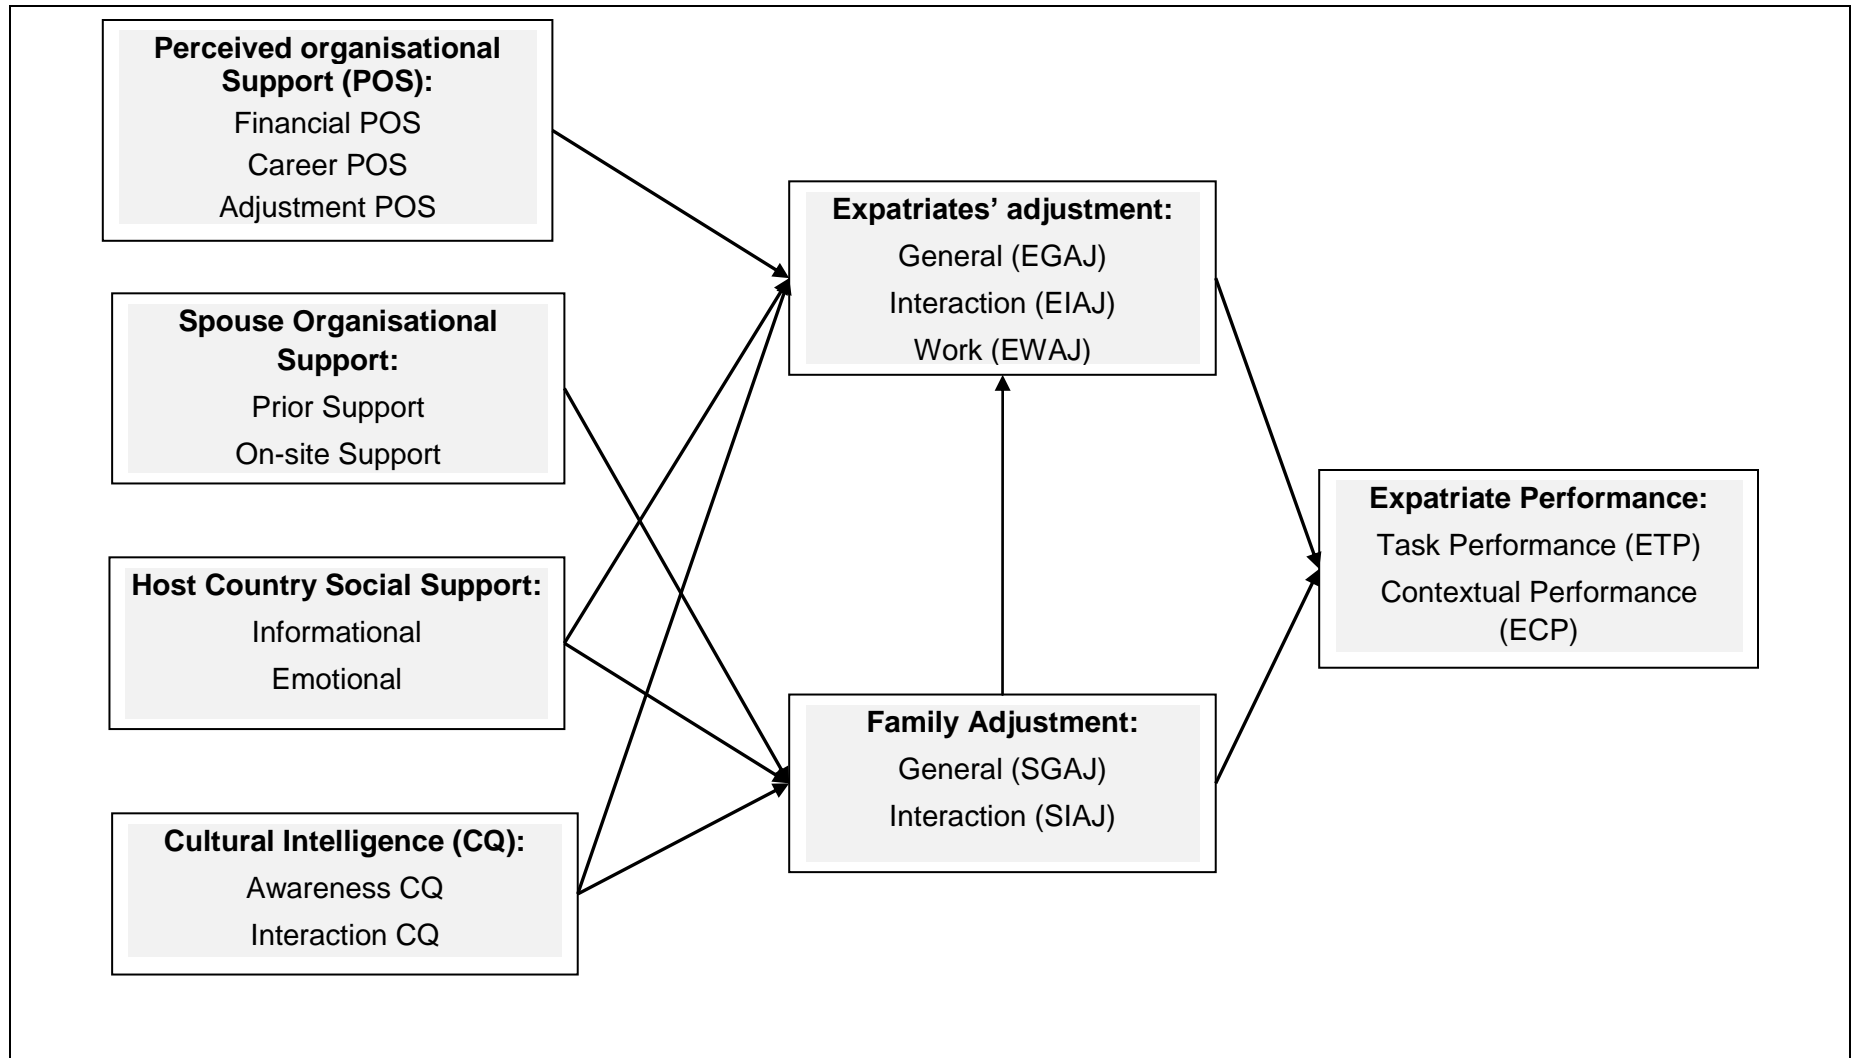 Perceived organisational
Support (POS):
Financial POS
Career POS
Adjustment POS
Spouse Organisational
Support:
Prior Support
On-site Support
Host Country Social Support:
Informational
Emotional
Cultural Intelligence (CQ):
Awareness CQ
Interaction CQ
Expatriates’ adjustment:
General (EGAJ)
Interaction (EIAJ)
Work (EWAJ)
Family Adjustment:
General (SGAJ)
Interaction (SIAJ)
Expatriate Performance:
Task Performance (ETP)
Contextual Performance
(ECP)